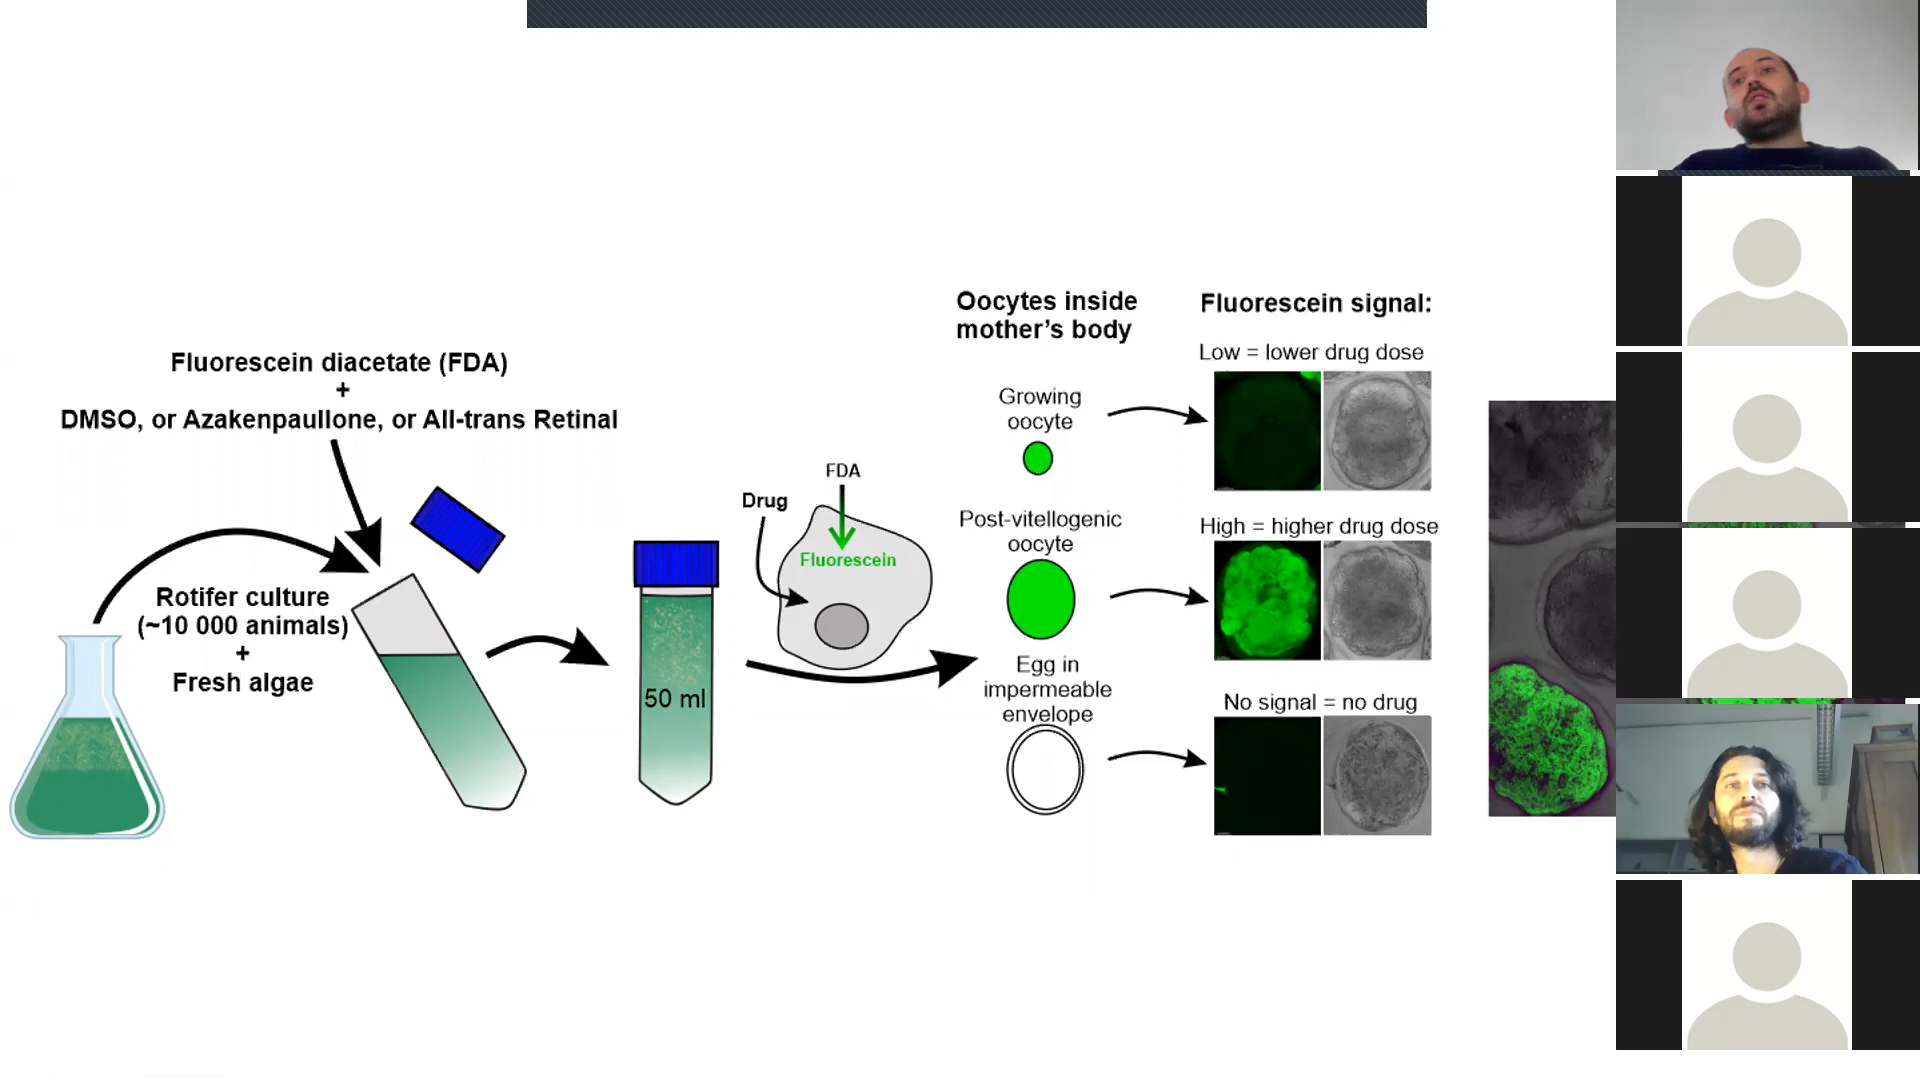 Fluorescein diacetate (FDA)
+
DMSO, or Azakenpaullone, or All-trans Retinal
Rotifer culture
(~10 000 animals)
+
Fresh algae
50 ml
Drug
FDA
Fluorescein
Oocytes inside
mother's body
Growing
oocyte
Post-vitellogenic
oocyte
Egg in
impermeable
envelope
Fluorescein signal:
Low = lower drug dose
High = higher drug dose
No signal = no drug